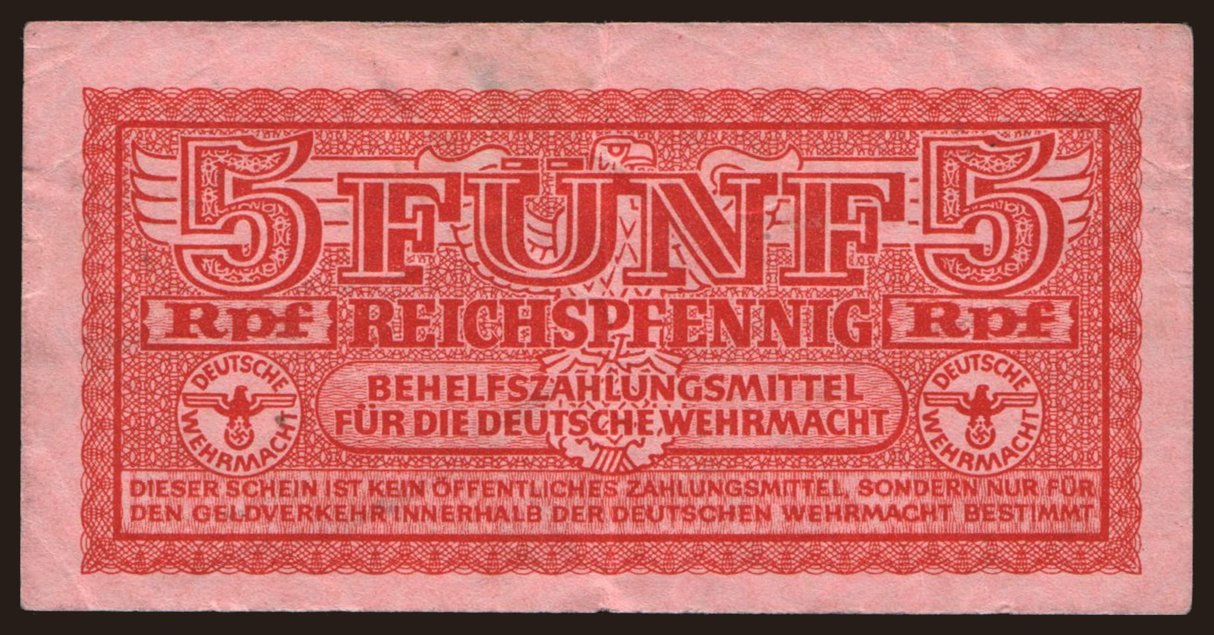 5 FÜNF 5
Rpf REICHSPFENNIG Rpf
DEUTSCHE WEHRMACHT
BEHELFSZAHLUNGSMITTEL
FÜR DIE DEUTSCHE WEHRMACHT
DEUTSCHE WEHRMACHT
DIESER SCHEIN IST KEIN ÖFFENTLICHES ZAHLUNGSMITTEL, SONDERN NUR FÜR
DEN GELDVERKEHR INNERHALB DER DEUTSCHEN WEHRMACHT BESTIMMT